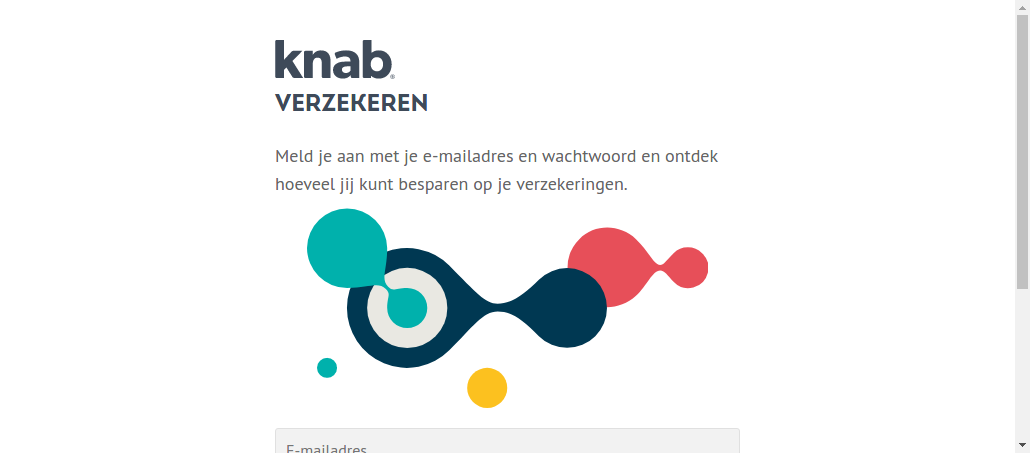 knab®
VERZEKEREN
Meld je aan met je e-mailadres en wachtwoord en ontdek
hoeveel jij kunt besparen op je verzekeringen.
E-mailadres